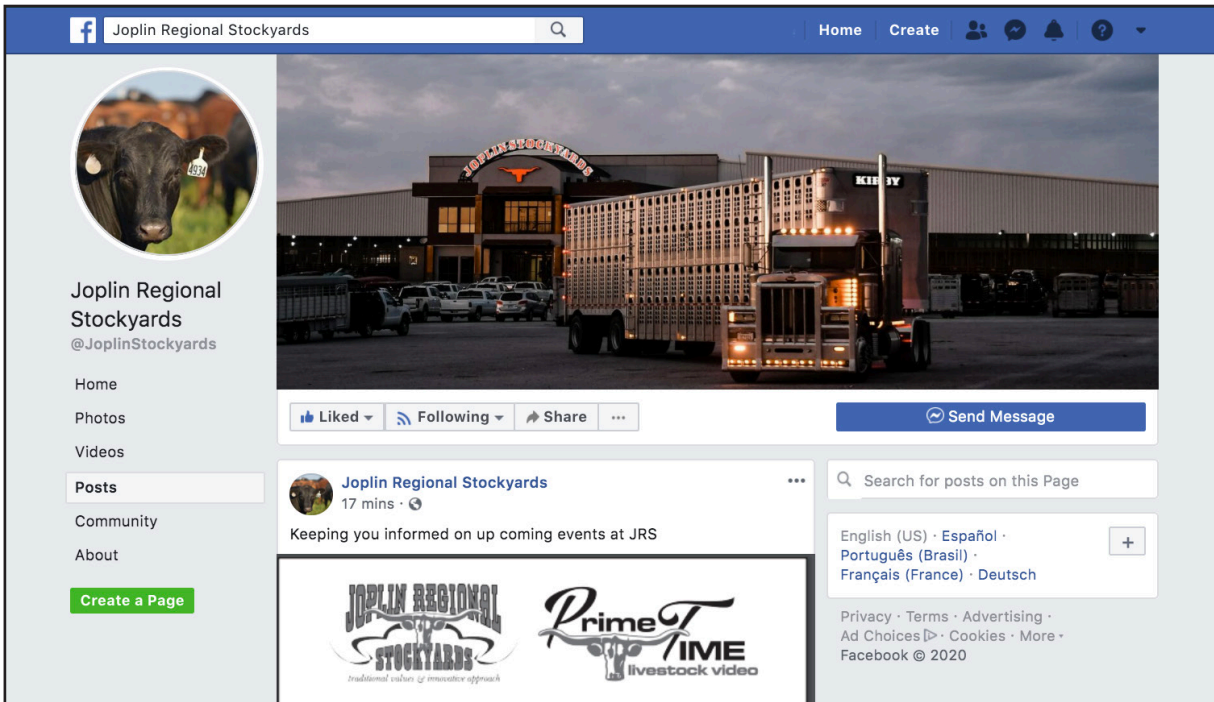 Joplin Regional Stockyards
Home Create
4934
JOPLIN STOCKYARDS
KIRBY
Joplin Regional
Stockyards
@JoplinStockyards
Home
Photos
Videos
Posts
Community
About
Create a Page
Liked Following Share ...
Send Message
Joplin Regional Stockyards
17 mins ·
Keeping you informed on up coming events at JRS
JOPLIN REGIONAL
STOCKYARDS
traditional values & innovative approach
Prime TIME
livestock video
Search for posts on this Page
English (US) · Español ·
Português (Brasil) ·
Français (France) · Deutsch
+
Privacy · Terms · Advertising ·
Ad Choices · Cookies · More
Facebook © 2020